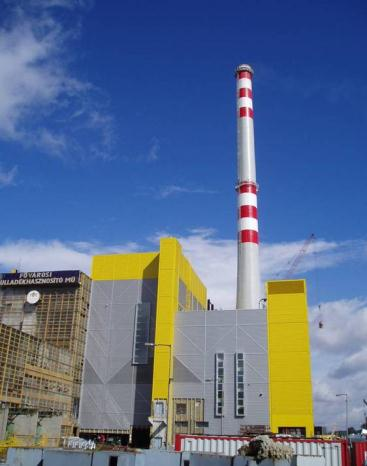 FŐVÁROSI
HULLADÉKHASZNOSÍTÓ MŰ